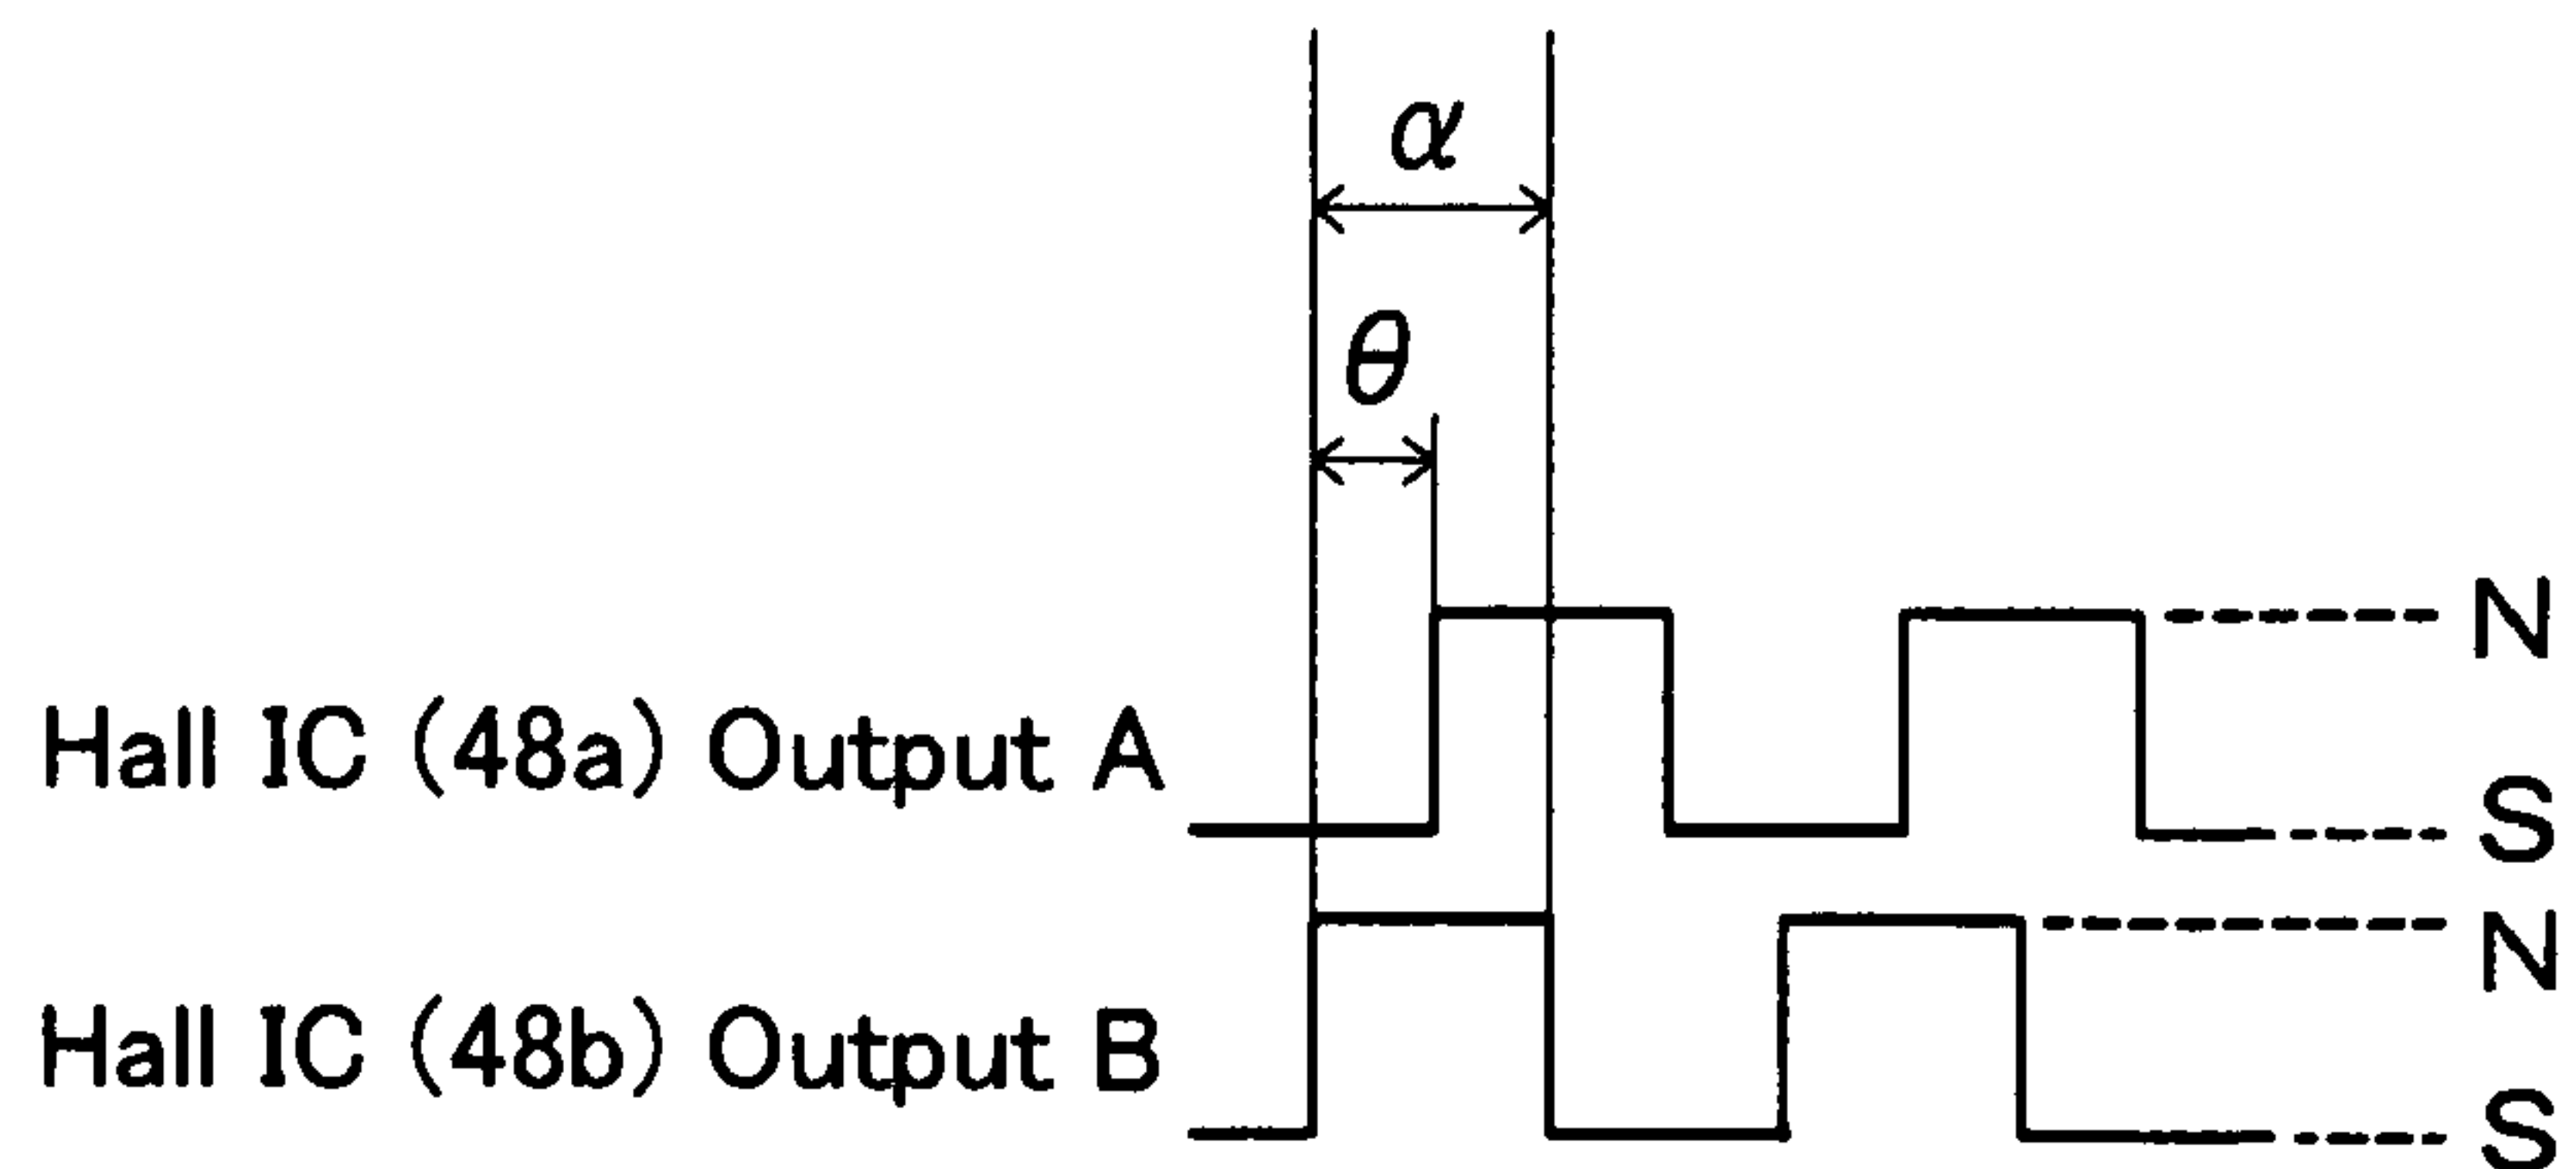 α
θ
N
Hall IC (48a) Output A
S
N
Hall IC (48b) Output B
S